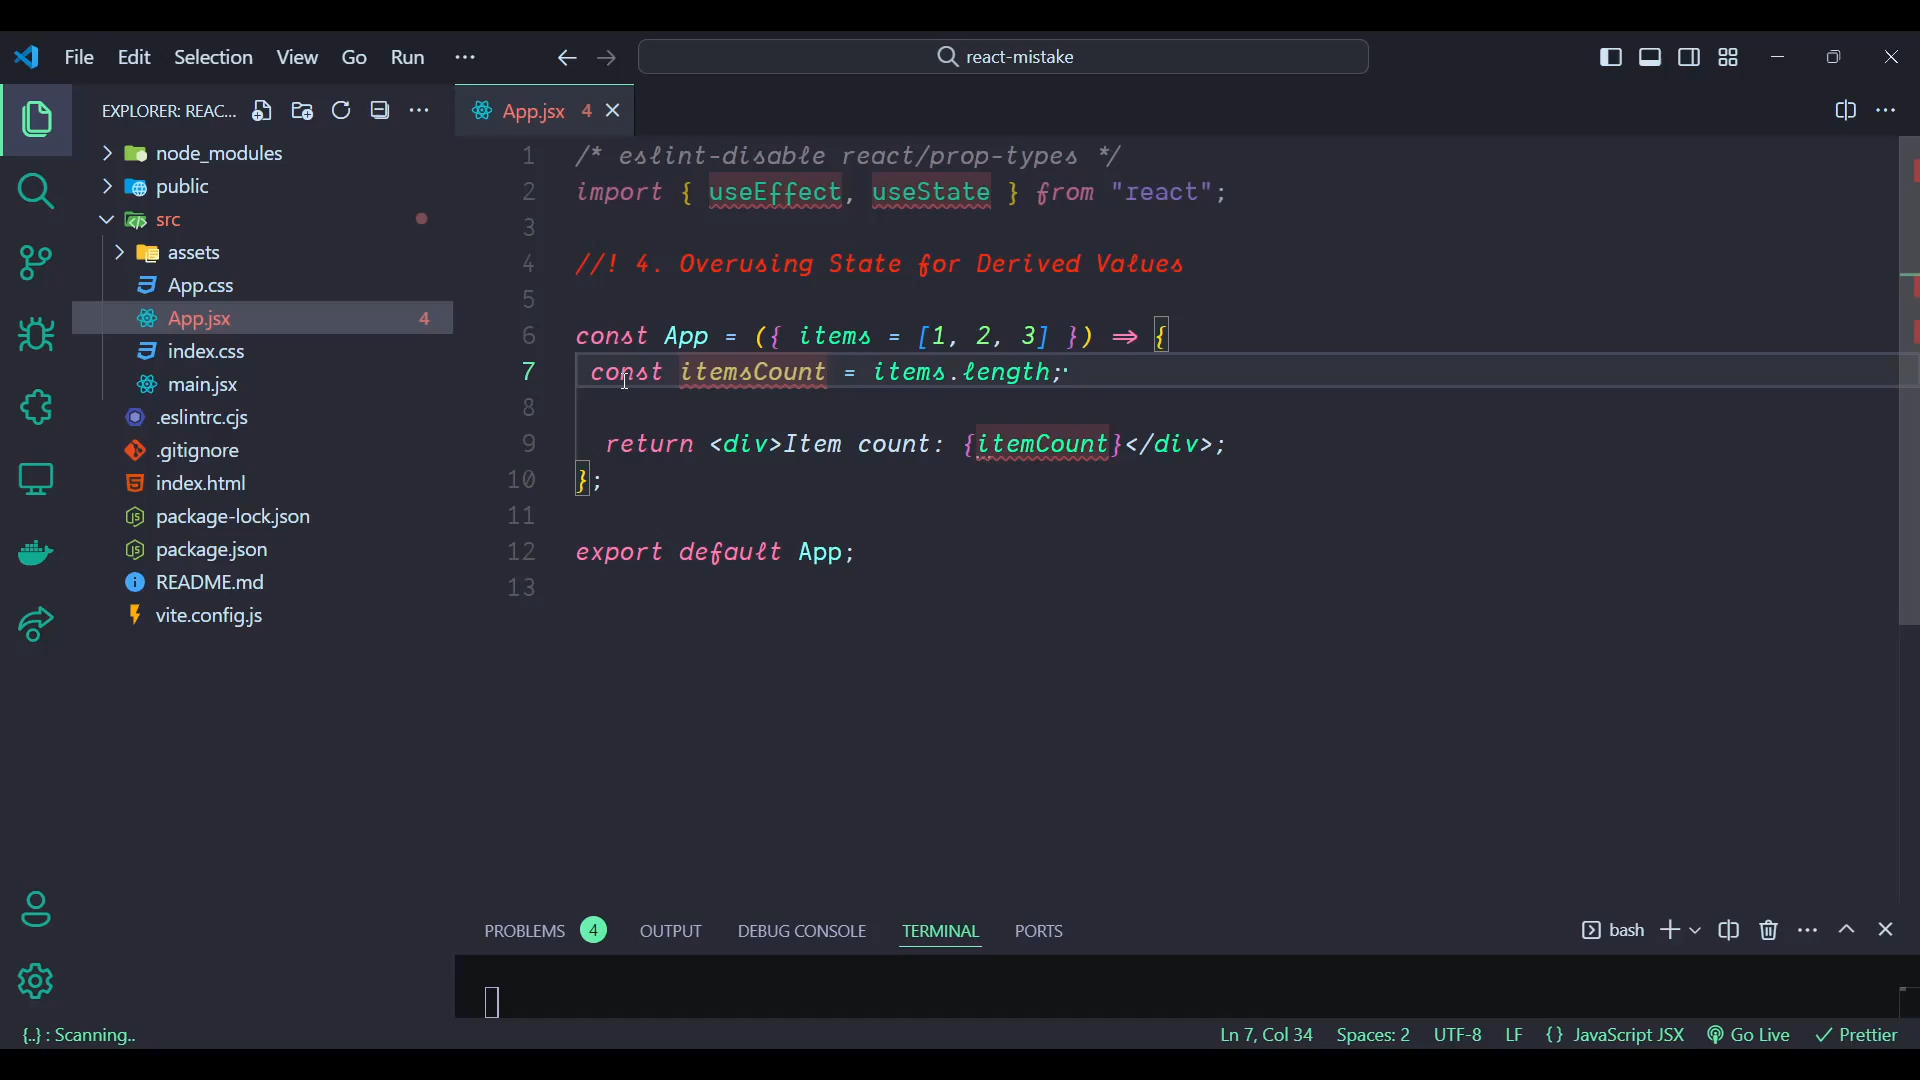 File Edit Selection View Go Run ... react-mistake
EXPLORER: REAC... App.jsx 4
node_modules
public
src
assets
App.css
App.jsx 4
index.css
main.jsx
.eslintrc.cjs
.gitignore
index.html
package-lock.json
package.json
README.md
vite.config.js
1 /* eslint-disable react/prop-types */
2 import { useEffect, useState } from "react";
3
4 //! 4. Overusing State for Derived Values
5
6 const App = ({ items = [1, 2, 3] }) => {
7 const itemsCount = items.length;
8
9 return <div>Item count: {itemCount}</div>;
10 };
11
12 export default App;
13
PROBLEMS 4 OUTPUT DEBUG CONSOLE TERMINAL PORTS bash
{..} : Scanning.. Ln 7, Col 34 Spaces: 2 UTF-8 LF {} JavaScript JSX Go Live Prettier